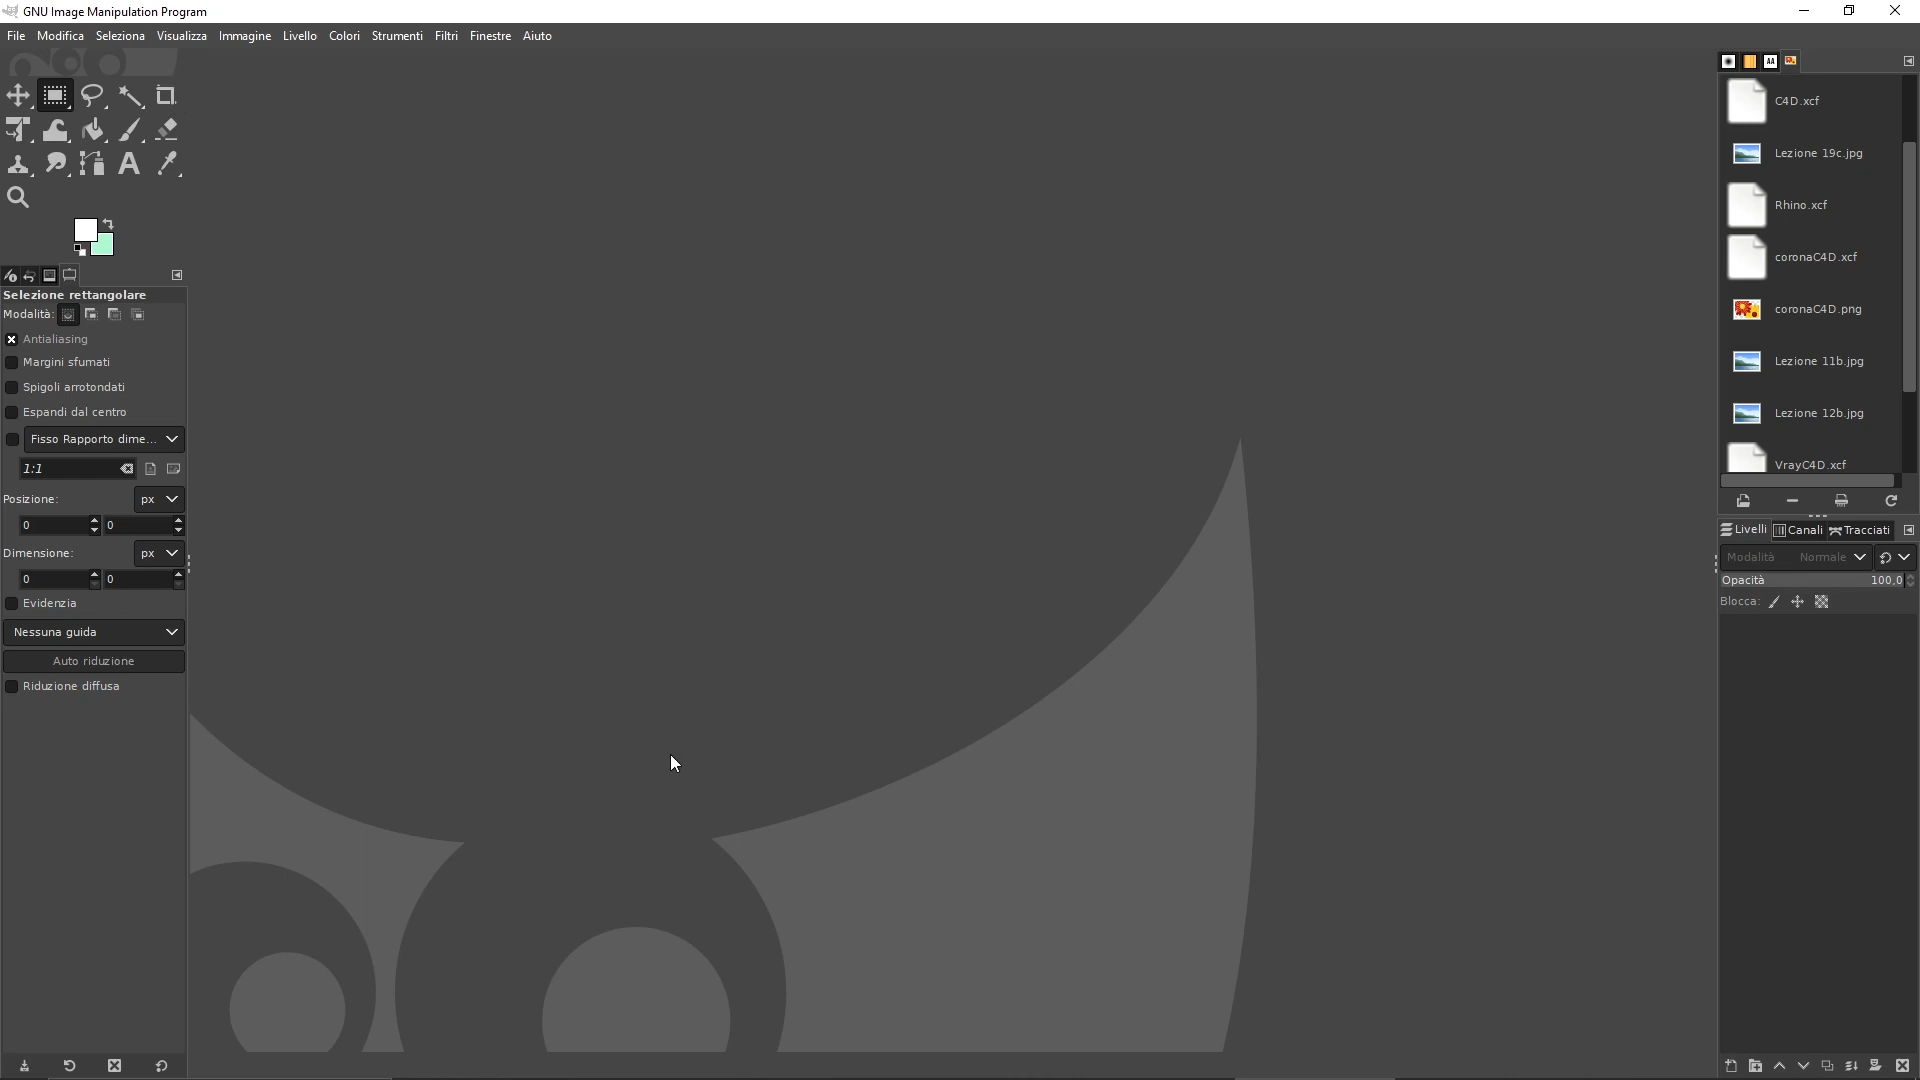 GNU Image Manipulation Program
File Modifica Seleziona Visualizza Immagine Livello Colori Strumenti Filtri Finestre Aiuto
Selezione rettangolare
Modalità:
Antialiasing
Margini sfumati
Spigoli arrotondati
Espandi dal centro
Fisso Rapporto dime...
1:1
Posizione: px
0 0
Dimensione: px
0 0
Evidenzia
Nessuna guida
Auto riduzione
Riduzione diffusa
AA
C4D.xcf
Lezione 19c.jpg
Rhino.xcf
coronaC4D.xcf
coronaC4D.png
Lezione 11b.jpg
Lezione 12b.jpg
VrayC4D.xcf
Livelli Canali Tracciati
Modalità Normale
Opacità 100,0
Blocca: